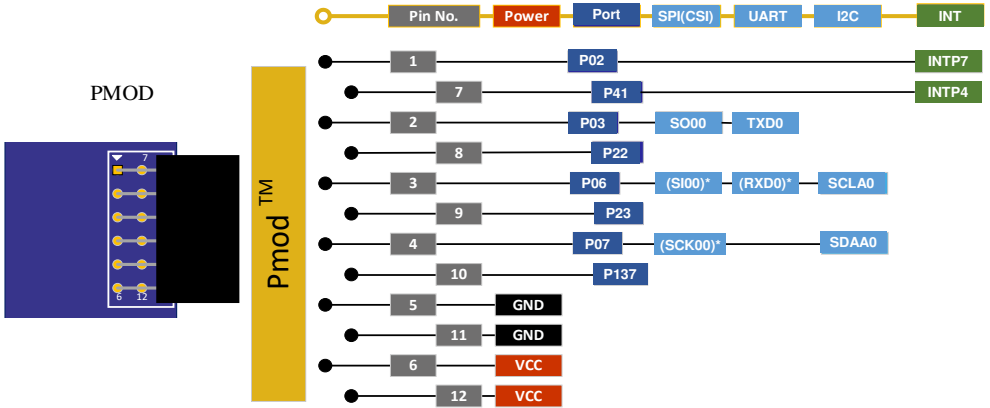 Pin No. Power Port SPI(CSI) UART I2C INT
1 P02 INTP7
PMOD
7 P41 INTP4
2 P03 SO00 TXD0
8 P22
3 P06 (SI00)* (RXD0)* SCLA0
9 P23
4 P07 (SCK00)* SDAA0
10 P137
5 GND
11 GND
6 VCC
12 VCC
Pmod TM
7
6 12